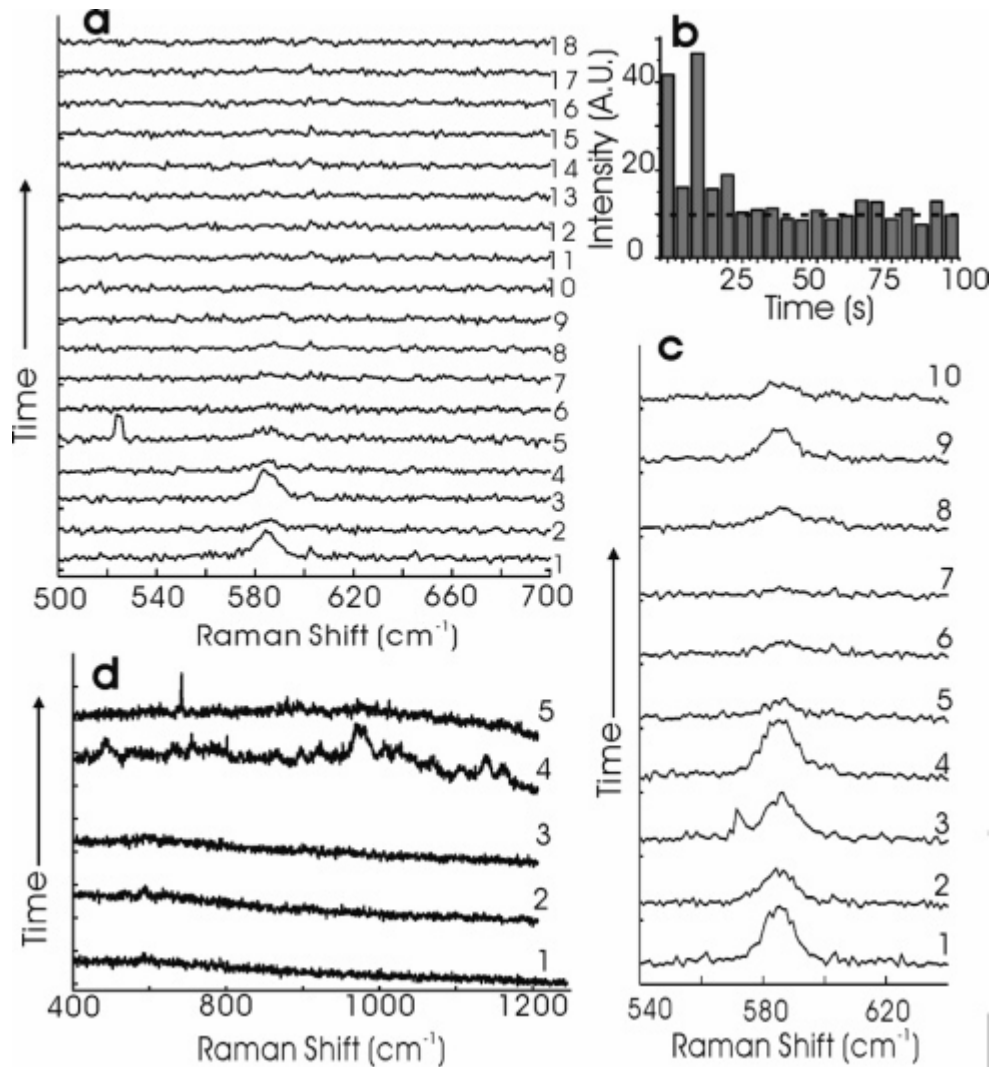 a
18
17
16
15
14
13
12
11
10
9
8
7
6
5
4
3
2
1
Time
500 540 580 620 660 700
Raman Shift (cm⁻¹)
b
Intensity (A.U.)
40
20
0
25 50 75 100
Time (s)
c
10
9
8
7
6
5
4
3
2
1
Time
540 580 620
Raman Shift (cm⁻¹)
d
5
4
3
2
1
Time
400 800 1000 1200
Raman Shift (cm⁻¹)